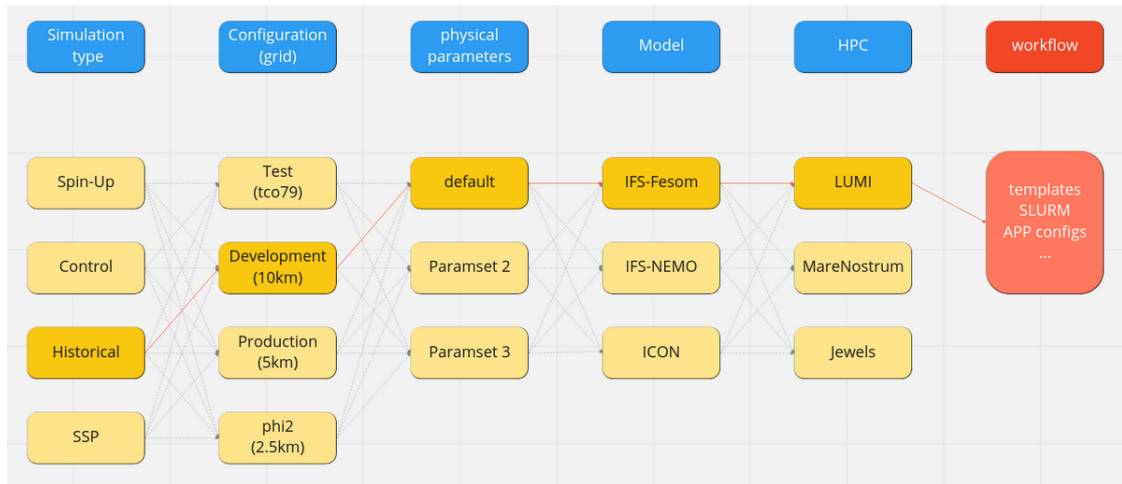 Simulation
type
Configuration
(grid)
physical
parameters
Model
HPC
workflow
Spin-Up
Test
(tco79)
default
IFS-Fesom
LUMI
templates
SLURM
APP configs
...
Control
Development
(10km)
Paramset 2
IFS-NEMO
MareNostrum
Historical
Production
(5km)
Paramset 3
ICON
Jewels
SSP
phi2
(2.5km)